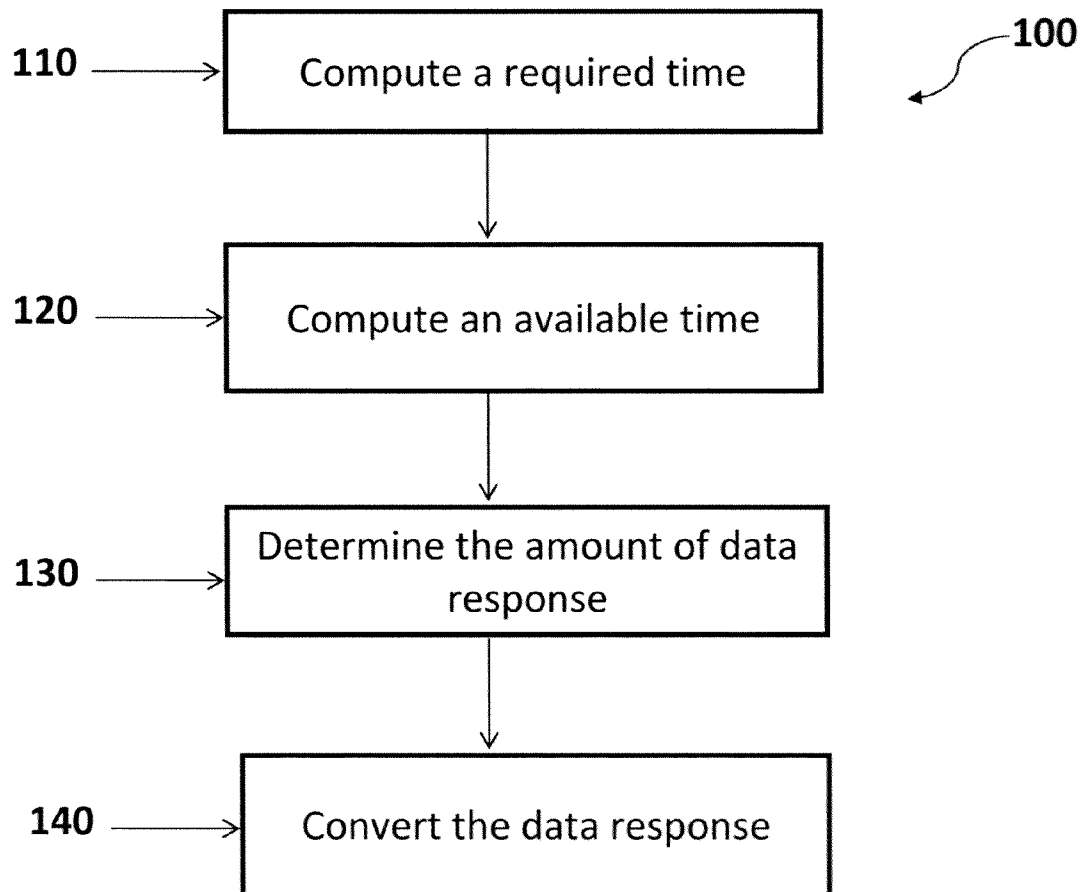 100
110
Compute a required time
120
Compute an available time
130
Determine the amount of data
response
140
Convert the data response